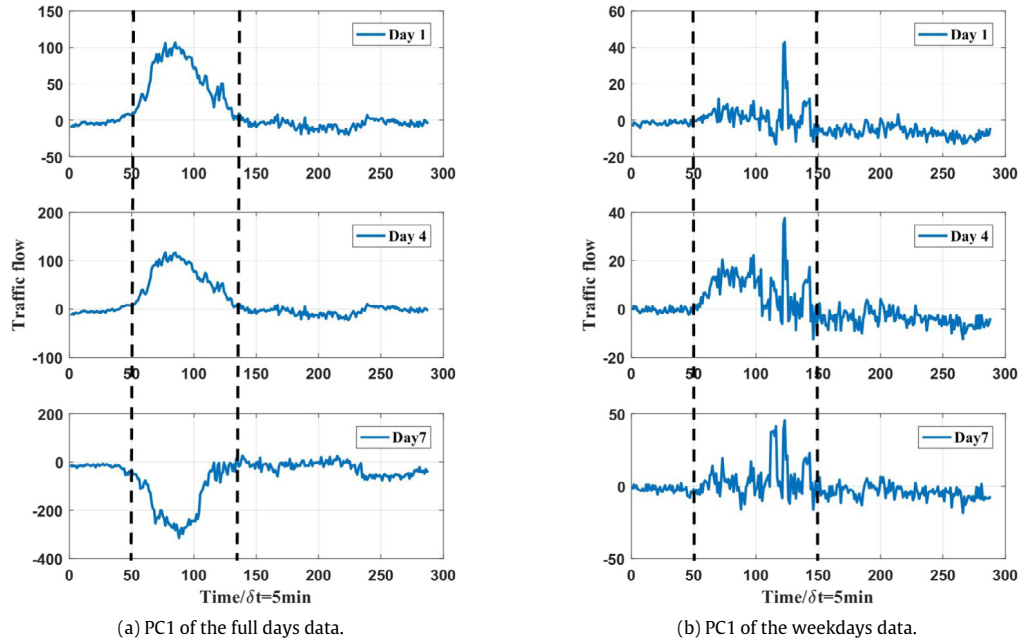 150
100
50
0
-50
Day 1
0 50 100 150 200 250 300
200
100
0
-100
Day 4
0 50 100 150 200 250 300
Traffic flow
200
0
-200
-400
Day7
0 50 100 150 200 250 300
Time/δt=5min
(a) PC1 of the full days data.
60
40
20
0
-20
Day 1
0 50 100 150 200 250 300
40
20
0
-20
Day 4
0 50 100 150 200 250 300
Traffic flow
50
0
-50
Day7
0 50 100 150 200 250 300
Time/δt=5min
(b) PC1 of the weekdays data.